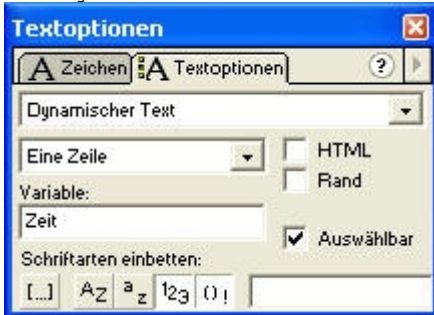 Textoptionen
A Zeichen A Textoptionen ?
Dynamischer Text
Eine Zeile HTML
Rand
Variable:
Zeit Auswählbar
Schriftarten einbetten:
[...] AZ az 123 ()!